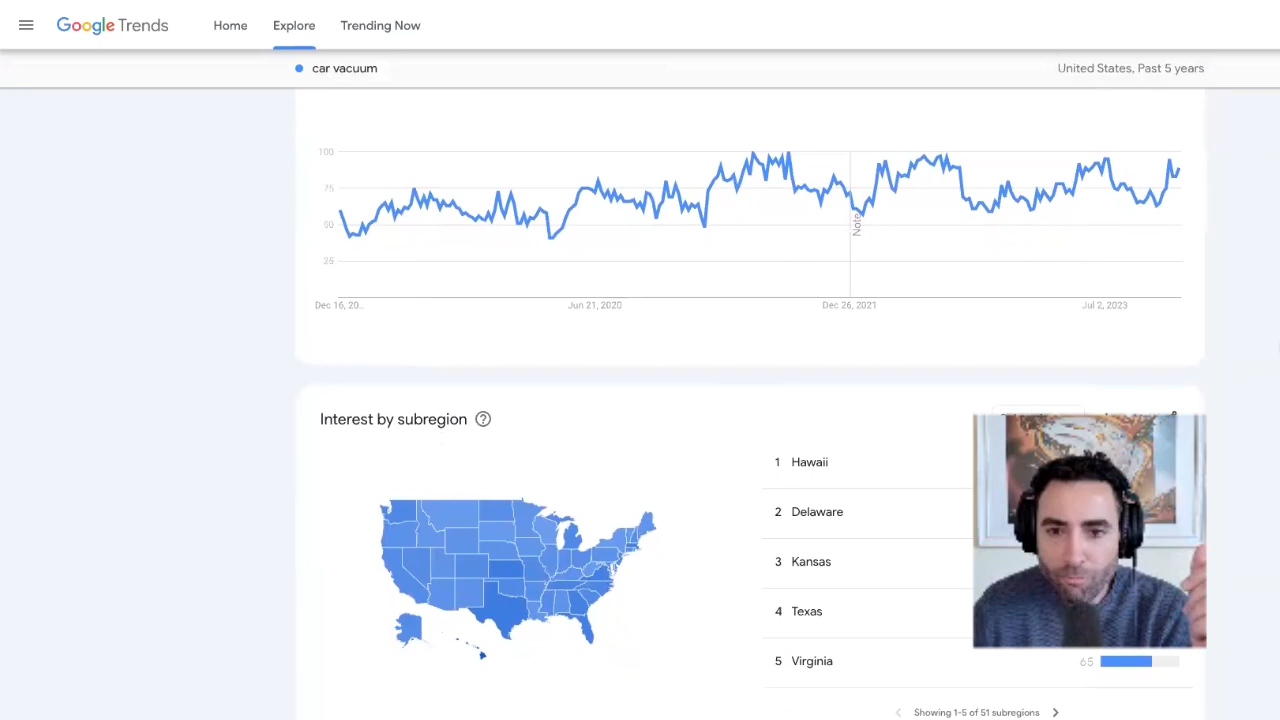 Google Trends
Home
Explore
Trending Now
car vacuum
United States, Past 5 years
100
75
50
25
Note
Dec 16, 20...
Jun 21, 2020
Dec 26, 2021
Jul 2, 2023
Interest by subregion
1 Hawaii
2 Delaware
3 Kansas
4 Texas
5 Virginia
65
Showing 1-5 of 51 subregions